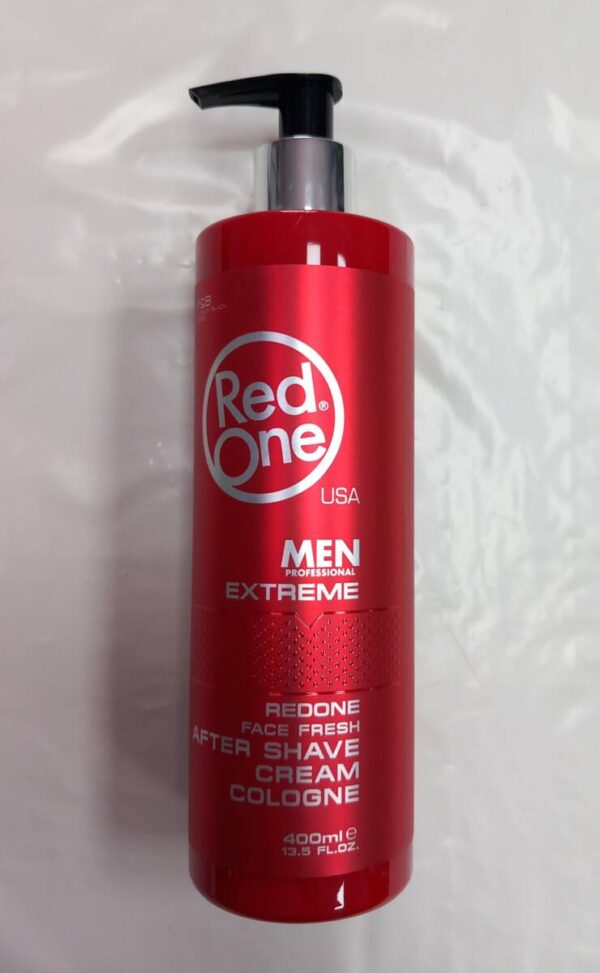 Red®
One
USA
MEN
PROFESSIONAL
EXTREME
REDONE
FACE FRESH
AFTER SHAVE
CREAM
COLOGNE
400ml e
13.5 FL.OZ.